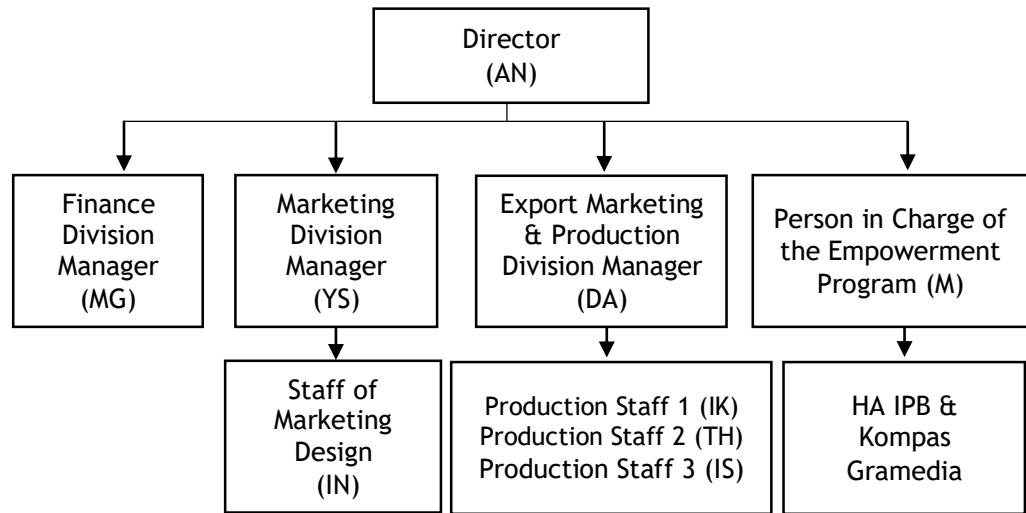 Director
(AN)
Finance
Division
Manager
(MG)
Marketing
Division
Manager
(YS)
Export Marketing
& Production
Division Manager
(DA)
Person in Charge of
the Empowerment
Program (M)
Staff of
Marketing
Design
(IN)
Production Staff 1 (IK)
Production Staff 2 (TH)
Production Staff 3 (IS)
HA IPB &
Kompas
Gramedia